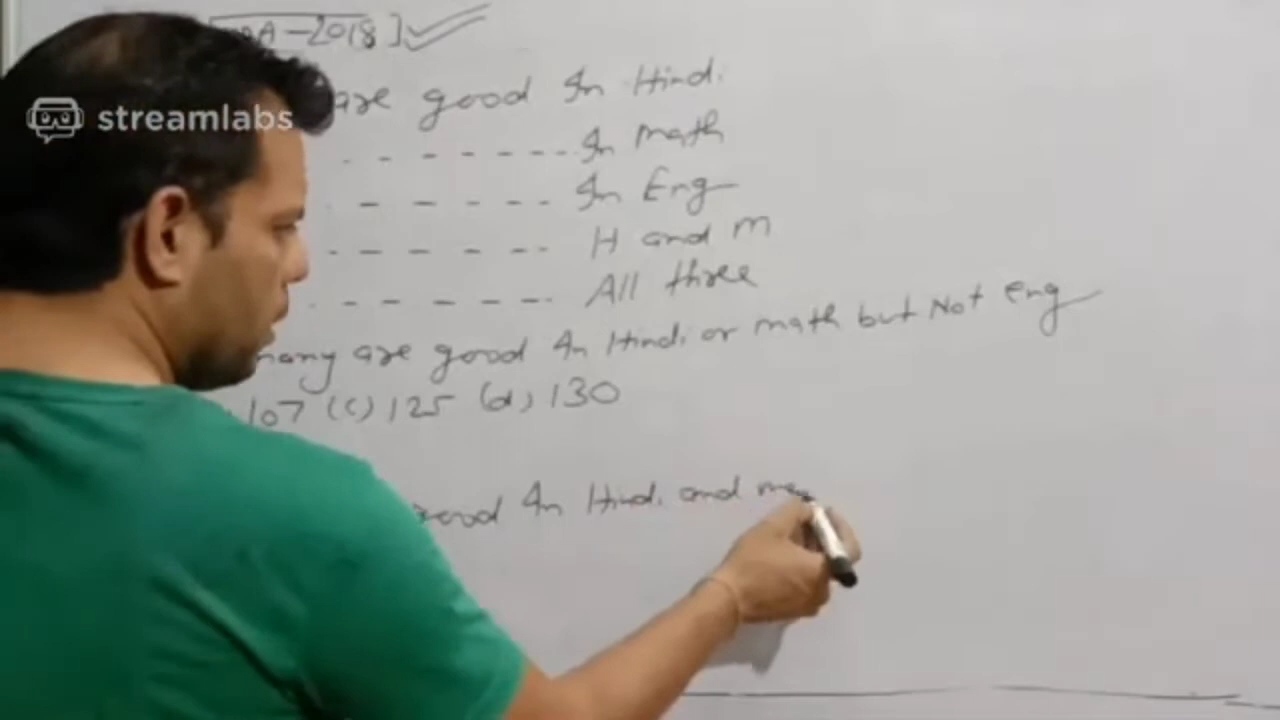 streamlabs
A-2018]
are good In Hindi
In math
In Eng
H and M
All three
many are good In Hindi or math but Not Eng
107 (c) 125 (d) 130
good In Hindi and